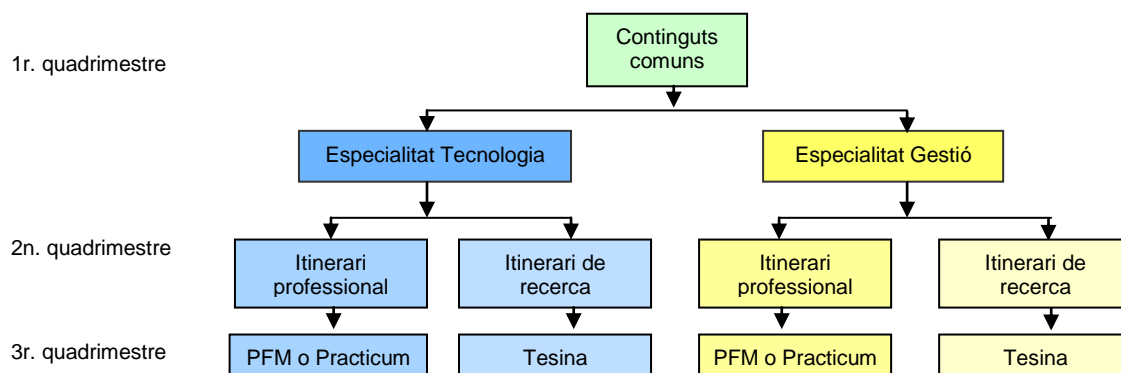 1r. quadrimestre
Continguts
comuns
Especialitat Tecnologia
Especialitat Gestió
2n. quadrimestre
Itinerari
professional
Itinerari de
recerca
Itinerari
professional
Itinerari de
recerca
3r. quadrimestre
PFM o Practicum
Tesina
PFM o Practicum
Tesina